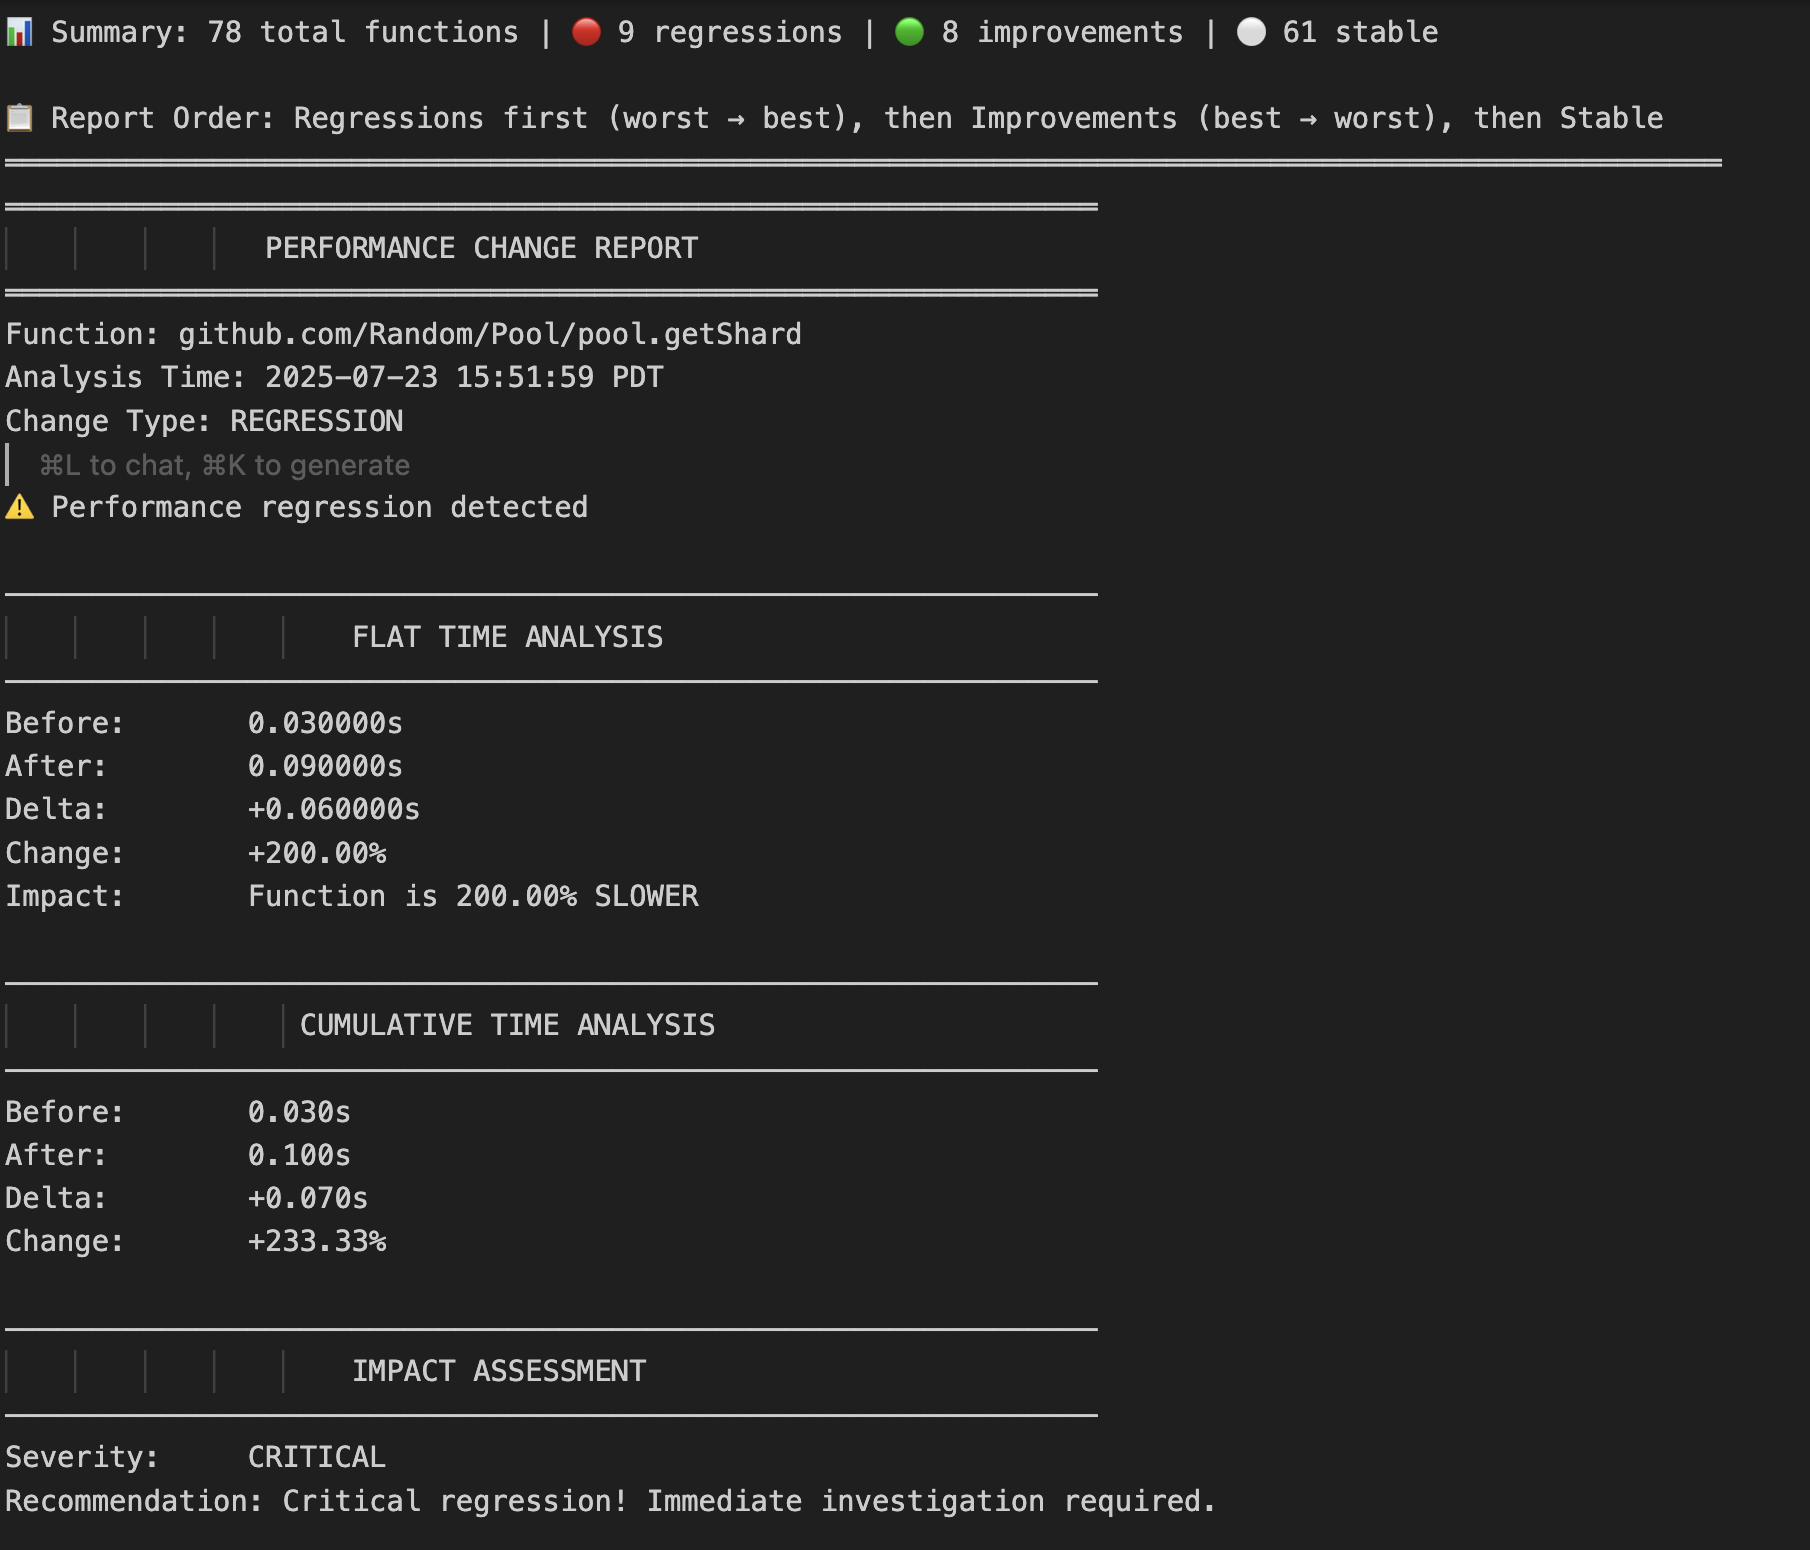 📊 Summary: 78 total functions | 🔴 9 regressions | 🟢 8 improvements | ⚪ 61 stable
📋 Report Order: Regressions first (worst → best), then Improvements (best → worst), then Stable
PERFORMANCE CHANGE REPORT
Function: github.com/Random/Pool/pool.getShard
Analysis Time: 2025-07-23 15:51:59 PDT
Change Type: REGRESSION
⌘L to chat, ⌘K to generate
⚠️ Performance regression detected
FLAT TIME ANALYSIS
Before: 0.030000s
After: 0.090000s
Delta: +0.060000s
Change: +200.00%
Impact: Function is 200.00% SLOWER
CUMULATIVE TIME ANALYSIS
Before: 0.030s
After: 0.100s
Delta: +0.070s
Change: +233.33%
IMPACT ASSESSMENT
Severity: CRITICAL
Recommendation: Critical regression! Immediate investigation required.